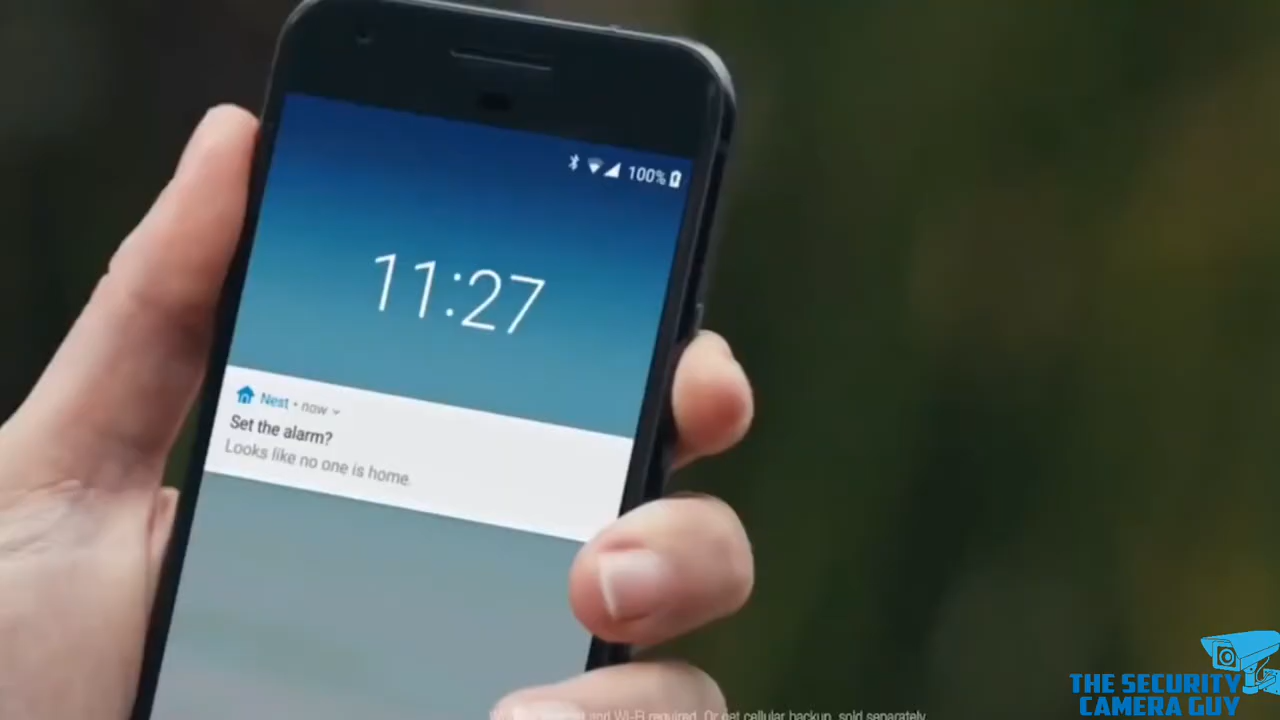 100%
11:27
Nest • now
Set the alarm?
Looks like no one is home.
and Wi-Fi required. Or get cellular backup, sold separately.
THE SECURITY
CAMERA GUY